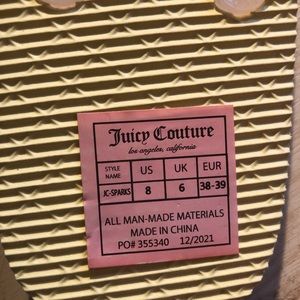 Juicy Couture
los angeles, california
STYLE NAME US UK EUR
JC-SPARKS 8 6 38-39
ALL MAN-MADE MATERIALS
MADE IN CHINA
PO# 355340 12/2021